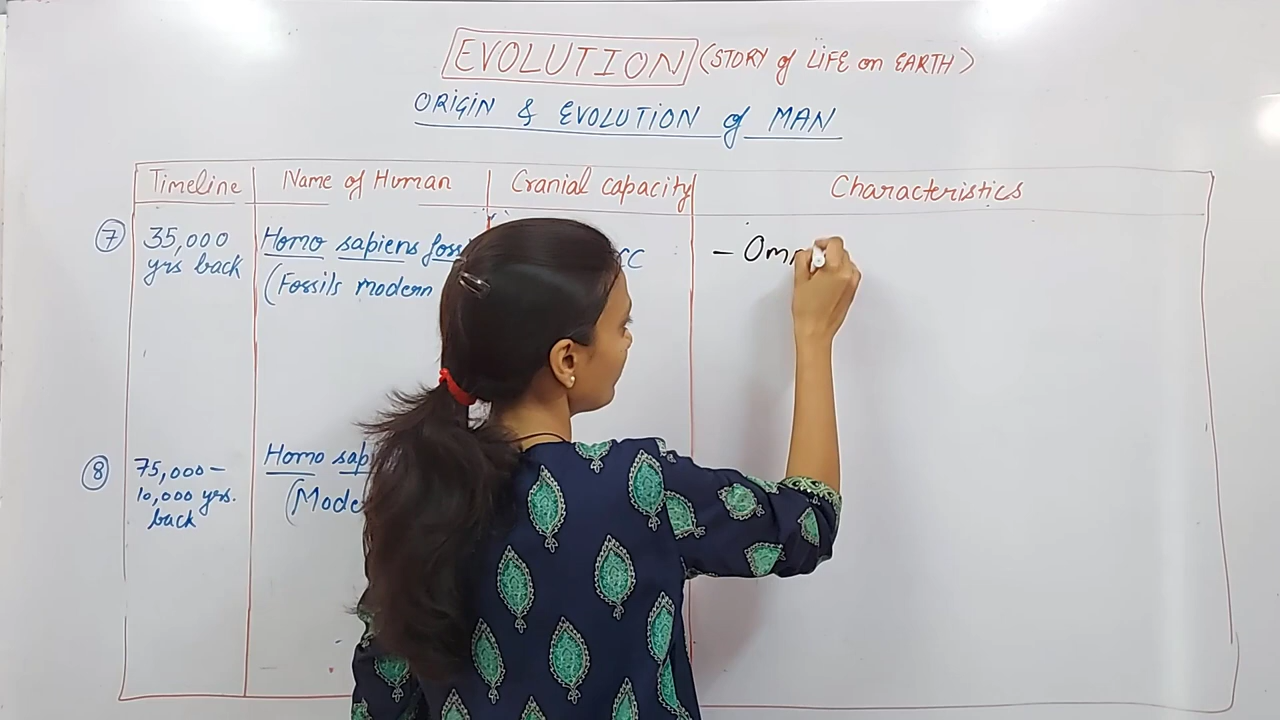 EVOLUTION (STORY of LiFE on EARTH)
ORiGiN & EVOLUTiON of MAN
Timeline Name of Human Cranial capacity Characteristics
7 35,000 Homo sapiens CC - Om
yrs back (Fossils modern
8 75,000 - Homo
10,000 yrs.
back